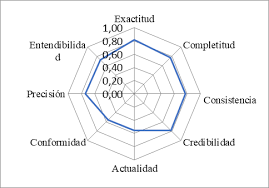 Exactitud
1,00
0,80
0,60
0,40
0,20
0,00
Completitud
Consistencia
Credibilidad
Actualidad
Conformidad
Precisión
Entendibilida
d